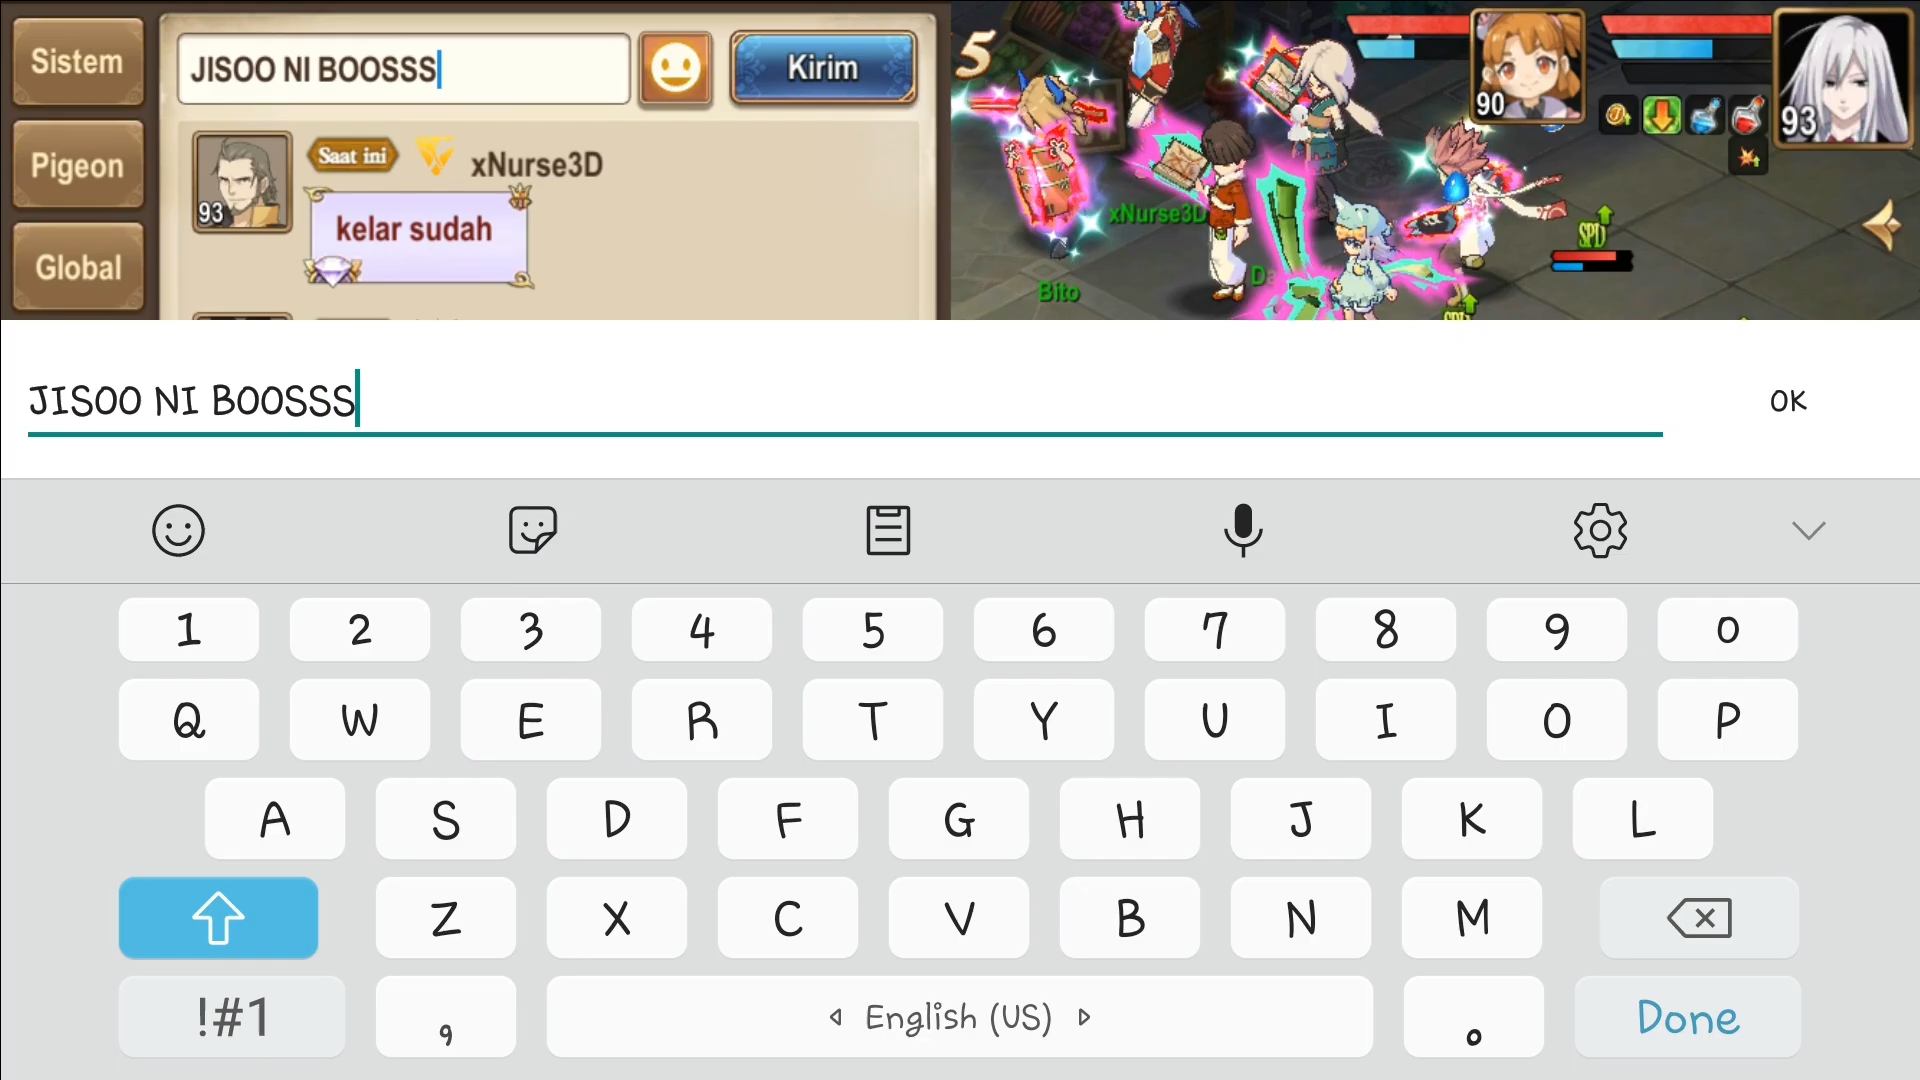 Sistem
Pigeon
Global
JISOO NI BOOSSS
Kirim
Saat ini
xNurse3D
93
kelar sudah
5
90
93
xNurse3D
Bito
SPD
JISOO NI BOOSSS
OK
1 2 3 4 5 6 7 8 9 0
Q W E R T Y U I O P
A S D F G H J K L
Z X C V B N M
!#1 , English (US) . Done